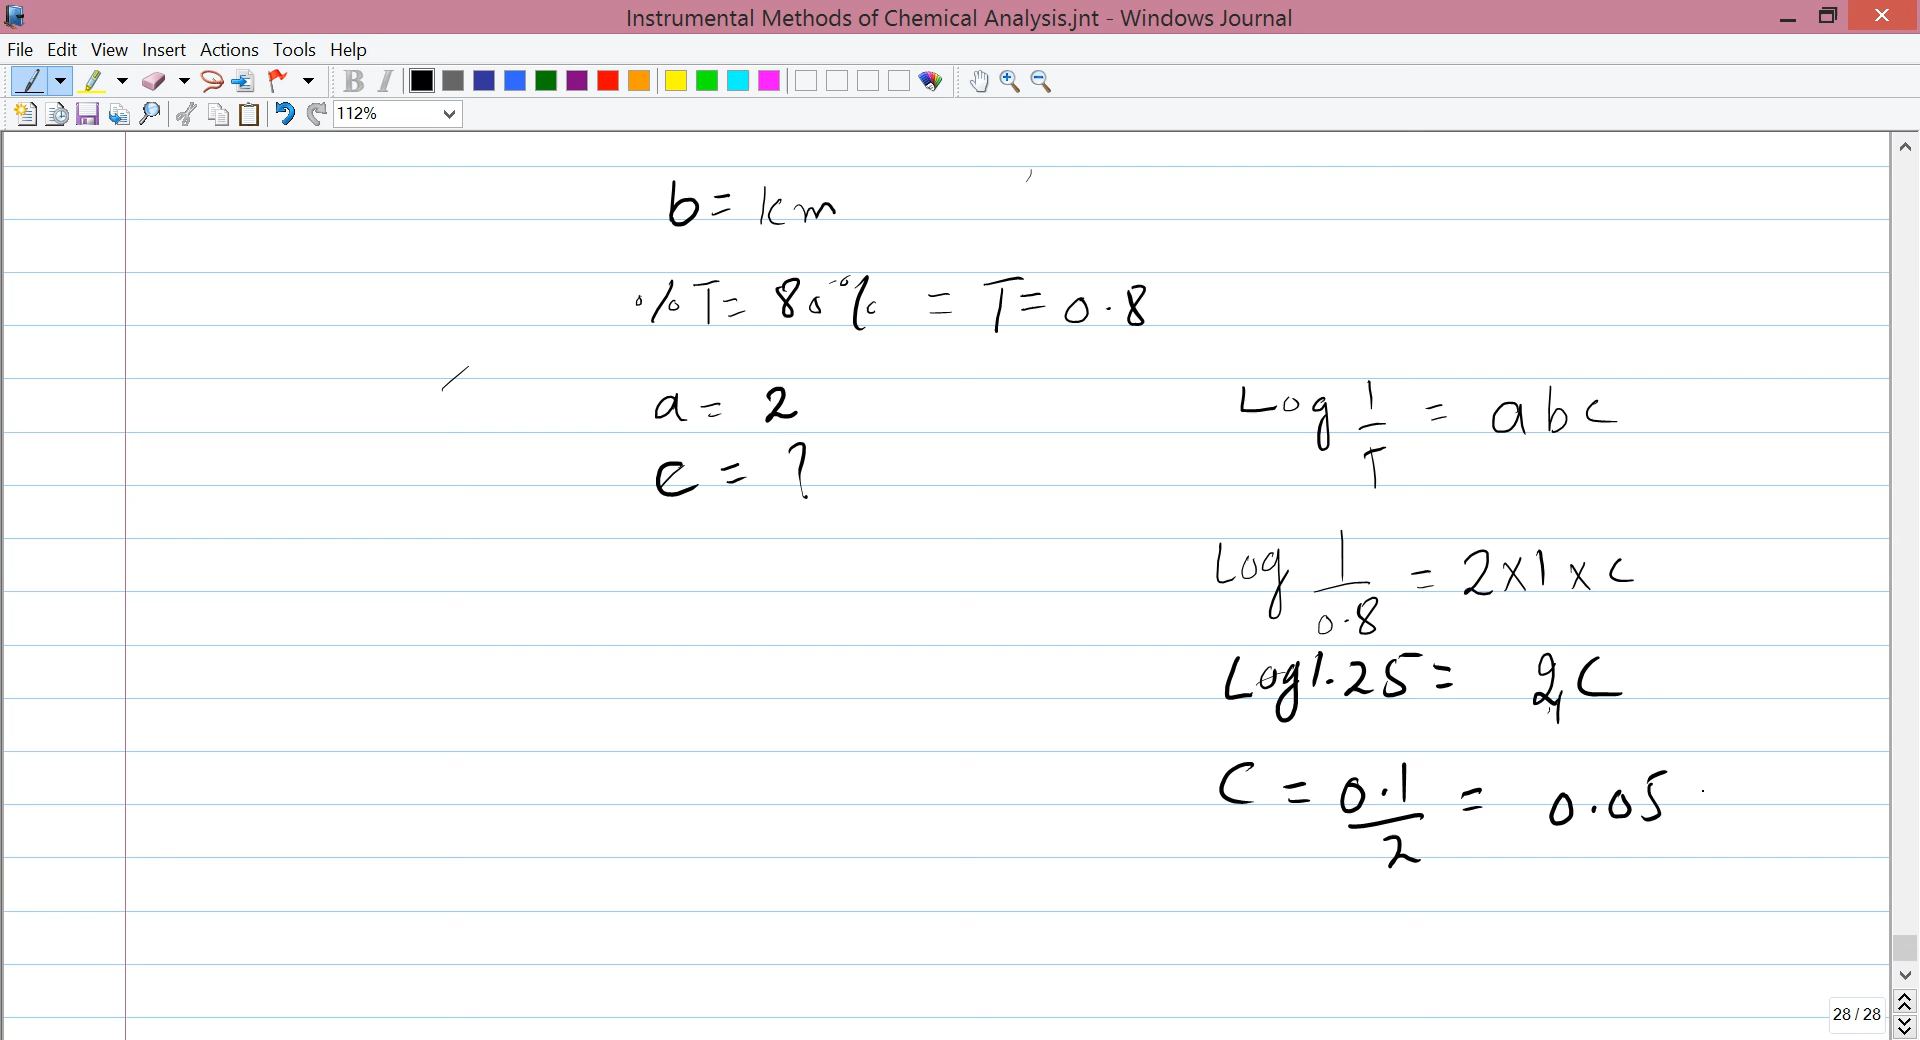 Instrumental Methods of Chemical Analysis.jnt - Windows Journal
File Edit View Insert Actions Tools Help
B I
112%
b = 1cm
% T = 80% = T = 0.8
a = 2
c = ?
Log 1/T = abc
Log 1/0.8 = 2x1xc
Log 1.25 = 2C
C = 0.1/2 = 0.05
28 / 28